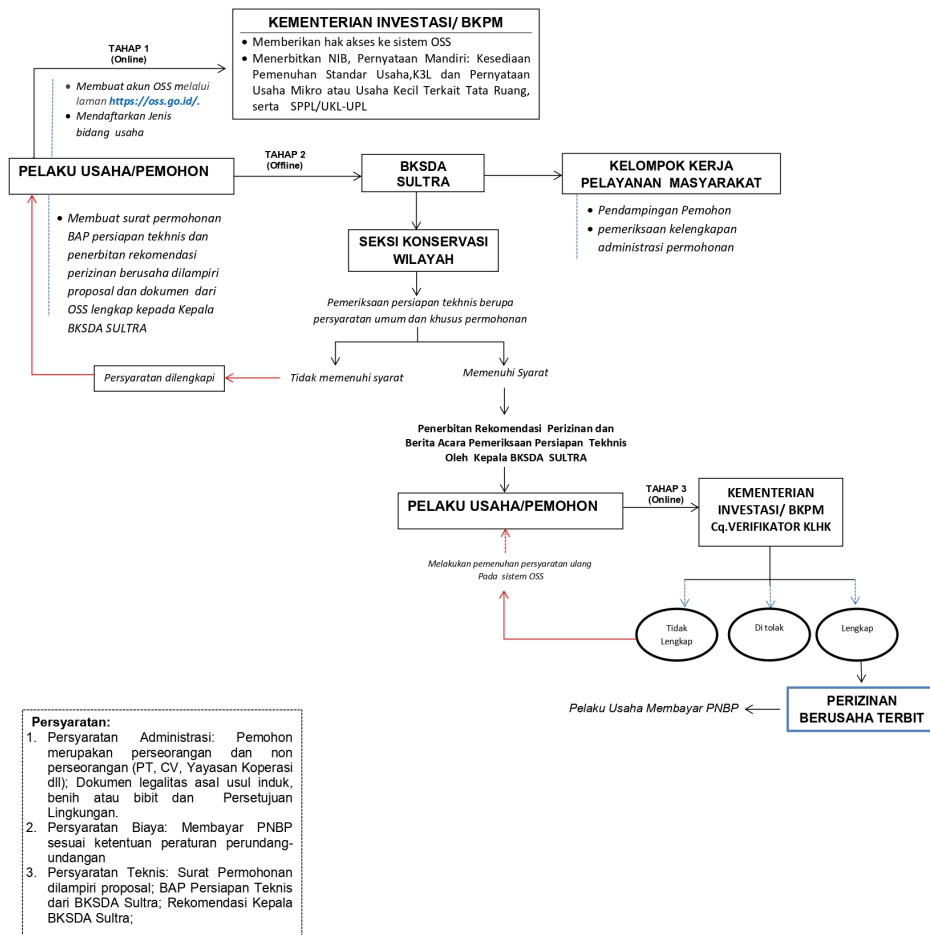 TAHAP 1
(Online)
KEMENTERIAN INVESTASI/ BKPM
• Memberikan hak akses ke sistem OSS
• Menerbitkan NIB, Pernyataan Mandiri: Kesediaan
Pemenuhan Standar Usaha,K3L dan Pernyataan
Usaha Mikro atau Usaha Kecil Terkait Tata Ruang,
serta SPPL/UKL-UPL
• Membuat akun OSS melalui
laman https://oss.go.id/.
• Mendaftarkan Jenis
bidang usaha
PELAKU USAHA/PEMOHON
TAHAP 2
(Offline)
BKSDA
SULTRA
KELOMPOK KERJA
PELAYANAN MASYARAKAT
• Membuat surat permohonan
BAP persiapan tekhnis dan
penerbitan rekomendasi
perizinan berusaha dilampiri
proposal dan dokumen dari
OSS lengkap kepada Kepala
BKSDA SULTRA
• Pendampingan Pemohon
• pemeriksaan kelengkapan
administrasi permohonan
SEKSI KONSERVASI
WILAYAH
Pemeriksaan persiapan tekhnis berupa
persyaratan umum dan khusus permohonan
Persyaratan dilengkapi
Tidak memenuhi syarat
Memenuhi Syarat
Penerbitan Rekomendasi Perizinan dan
Berita Acara Pemeriksaan Persiapan Tekhnis
Oleh Kepala BKSDA SULTRA
PELAKU USAHA/PEMOHON
TAHAP 3
(Online)
KEMENTERIAN
INVESTASI/ BKPM
Cq.VERIFIKATOR KLHK
Melakukan pemenuhan persyaratan ulang
Pada sistem OSS
Tidak
Lengkap
Di tolak
Lengkap
PERIZINAN
BERUSAHA TERBIT
Pelaku Usaha Membayar PNBP
Persyaratan:
1. Persyaratan Administrasi: Pemohon
merupakan perseorangan dan non
perseorangan (PT, CV, Yayasan Koperasi
dll); Dokumen legalitas asal usul induk,
benih atau bibit dan Persetujuan
Lingkungan.
2. Persyaratan Biaya: Membayar PNBP
sesuai ketentuan peraturan perundang-
undangan
3. Persyaratan Teknis: Surat Permohonan
dilampiri proposal; BAP Persiapan Teknis
dari BKSDA Sultra; Rekomendasi Kepala
BKSDA Sultra;